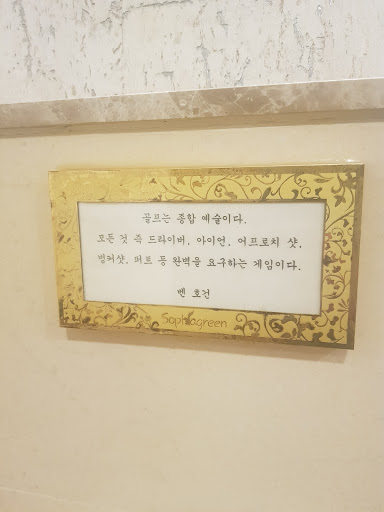 골프는 종합 예술이다.
모든 것 즉 드라이버, 아이언, 어프로치 샷,
벙커샷, 퍼트 등 완벽을 요구하는 게임이다.
벤 호건
Sophiagreen